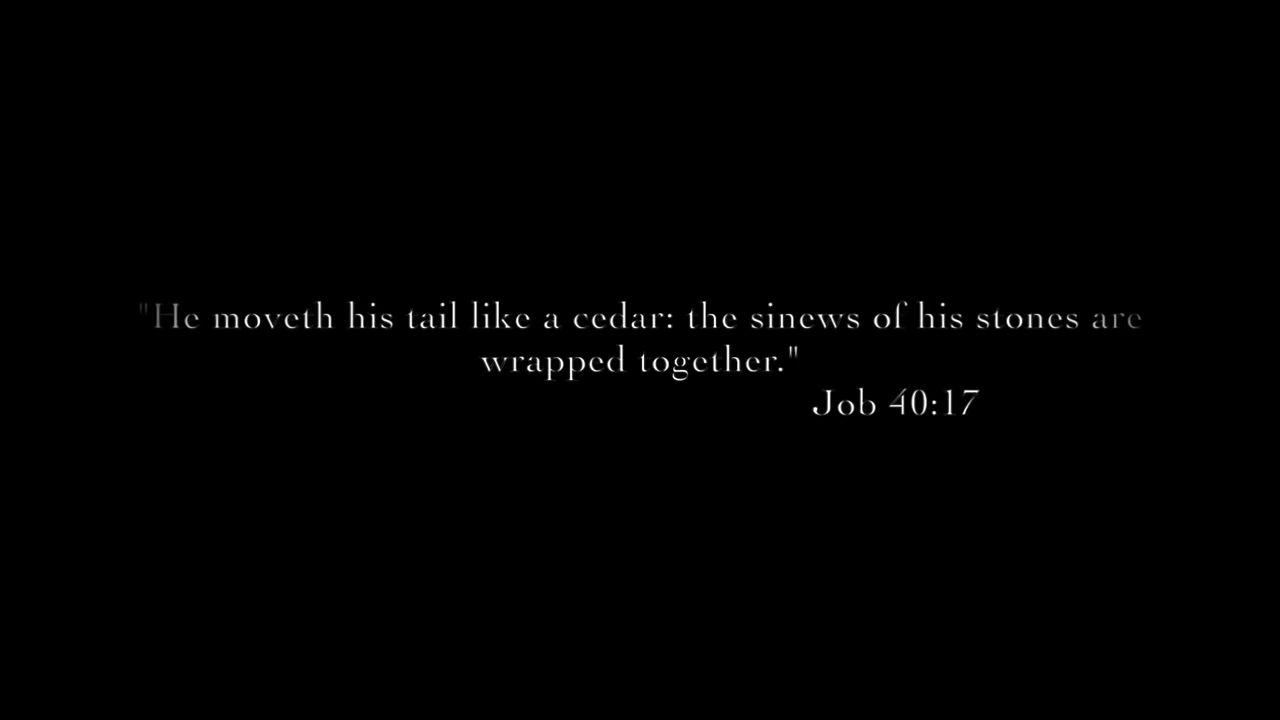 "He moveth his tail like a cedar: the sinews of his stones are
wrapped together."
Job 40:17